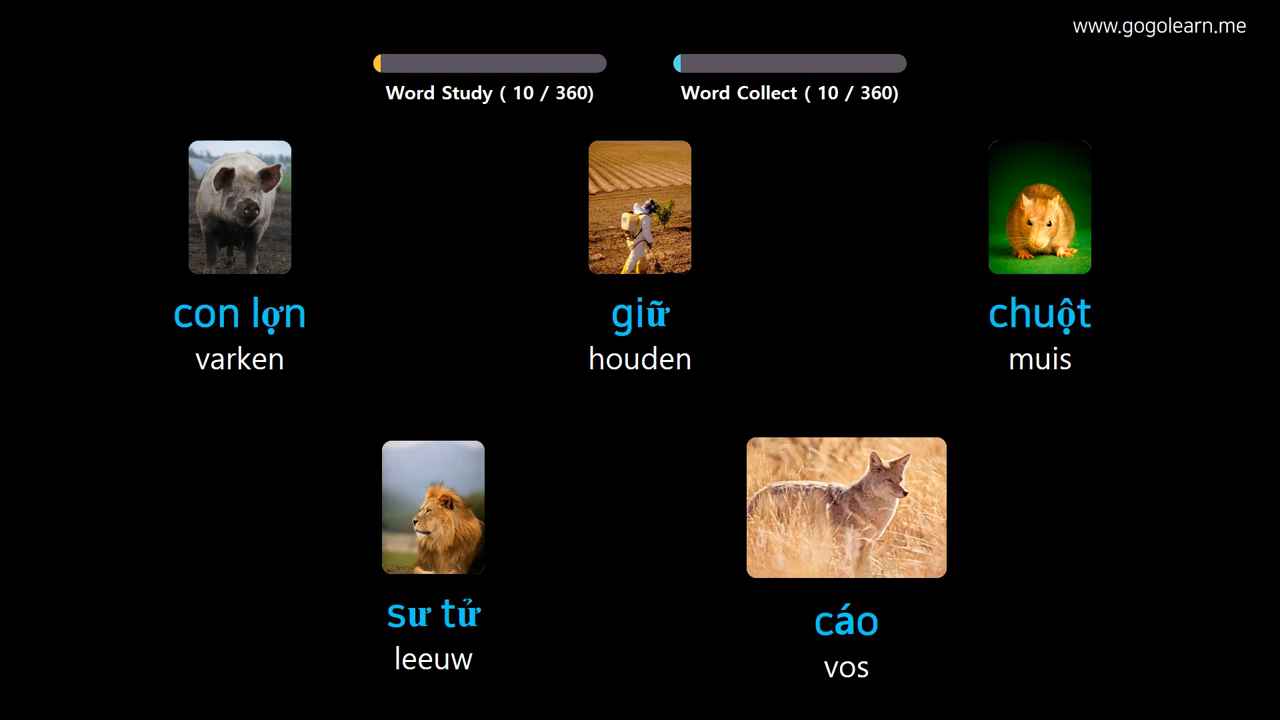 www.gogolearn.me
Word Study ( 10 / 360)
Word Collect ( 10 / 360)
con lợn
varken
giữ
houden
chuột
muis
sư tử
leeuw
cáo
vos